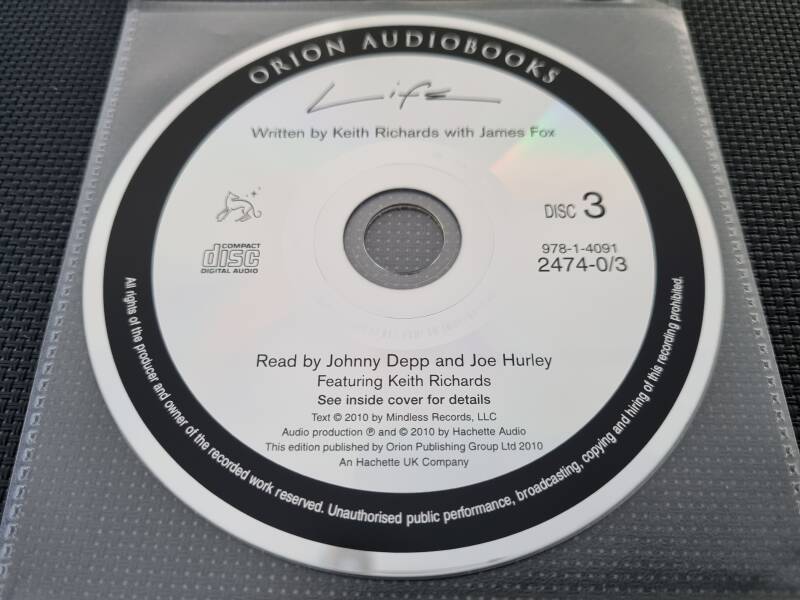 ORION AUDIOBOOKS
Life
Written by Keith Richards with James Fox
DISC 3
COMPACT
disc
DIGITAL AUDIO
978-1-4091
2474-0/3
Read by Johnny Depp and Joe Hurley
Featuring Keith Richards
See inside cover for details
Text © 2010 by Mindless Records, LLC
Audio production ℗ and © 2010 by Hachette Audio
This edition published by Orion Publishing Group Ltd 2010
An Hachette UK Company
All rights of the producer and owner of the recorded work reserved. Unauthorised public performance, broadcasting, copying and hiring of this recording prohibited.